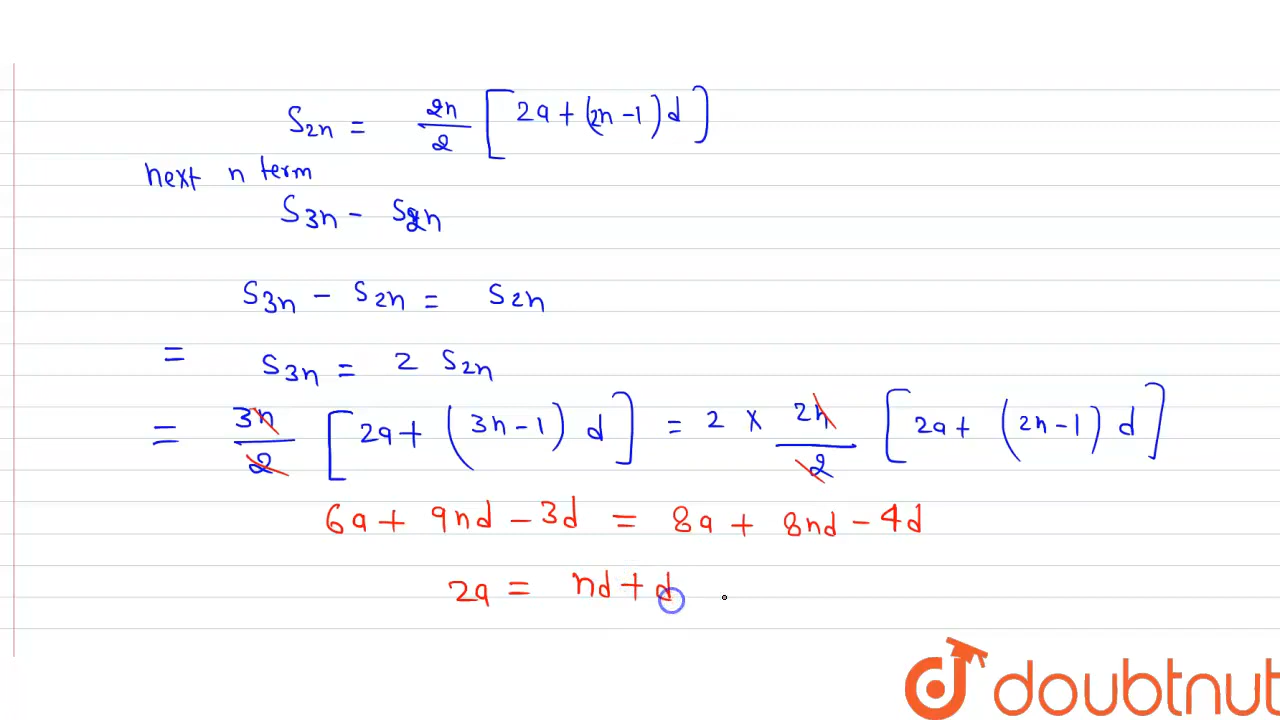 S₂ₙ = 2n/2 [2a + (2n - 1) d]
next n term
S₃ₙ - S₂ₙ
S₃ₙ - S₂ₙ = S₂ₙ
= S₃ₙ = 2 S₂ₙ
= 3n/2 [2a + (3n - 1) d] = 2 × 2n/2 [2a + (2n - 1) d]
6a + 9nd - 3d = 8a + 8nd - 4d
2a = nd + d
doubtnut